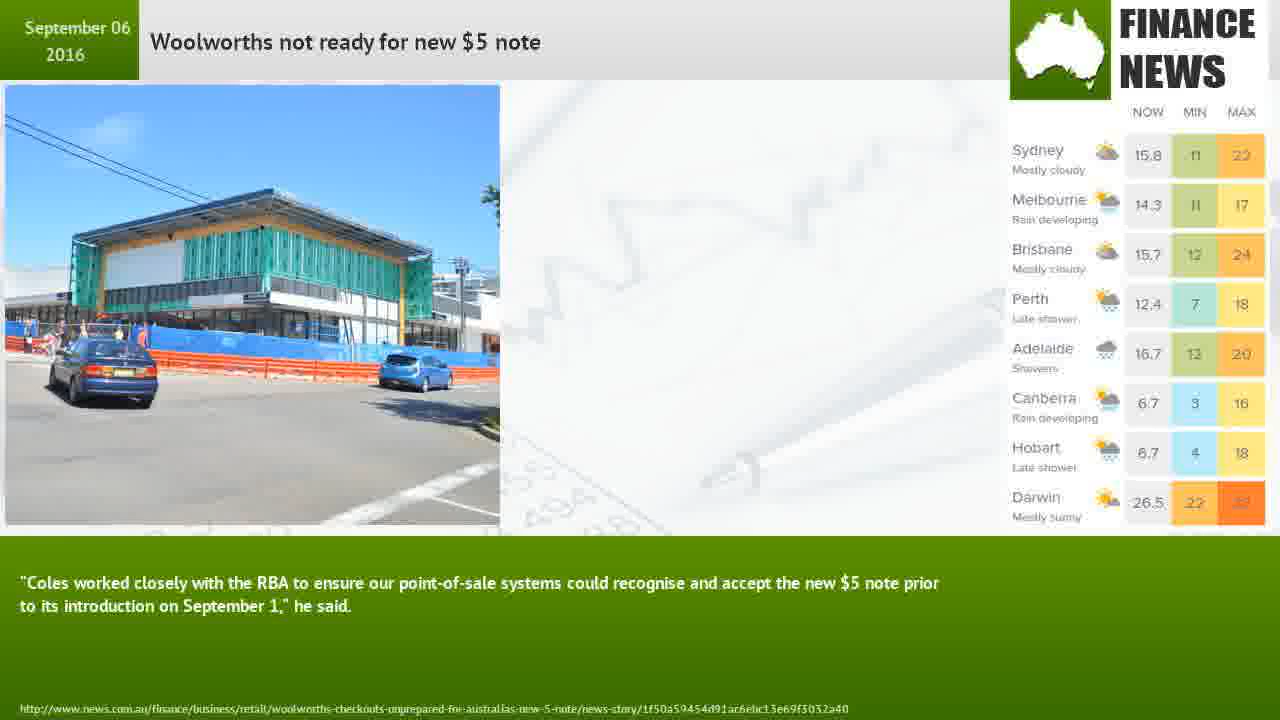 September 06
2016
Woolworths not ready for new $5 note
FINANCE
NEWS
NOW MIN MAX
Sydney 15.8 11 22
Mostly cloudy
Melbourne 14.3 11 17
Rain developing
Brisbane 15.7 12 24
Mostly cloudy
Perth 12.4 7 18
Late shower
Adelaide 16.7 12 20
Showers
Canberra 6.7 3 16
Rain developing
Hobart 6.7 4 18
Late shower
Darwin 26.5 22
Mostly sunny
"Coles worked closely with the RBA to ensure our point-of-sale systems could recognise and accept the new $5 note prior
to its introduction on September 1," he said.
http://www.news.com.au/finance/business/retail/woolworths-checkouts-unprepared-for-australias-new-5-note/news-story/1f50a59454d91ac6ebc13e69f3032a40